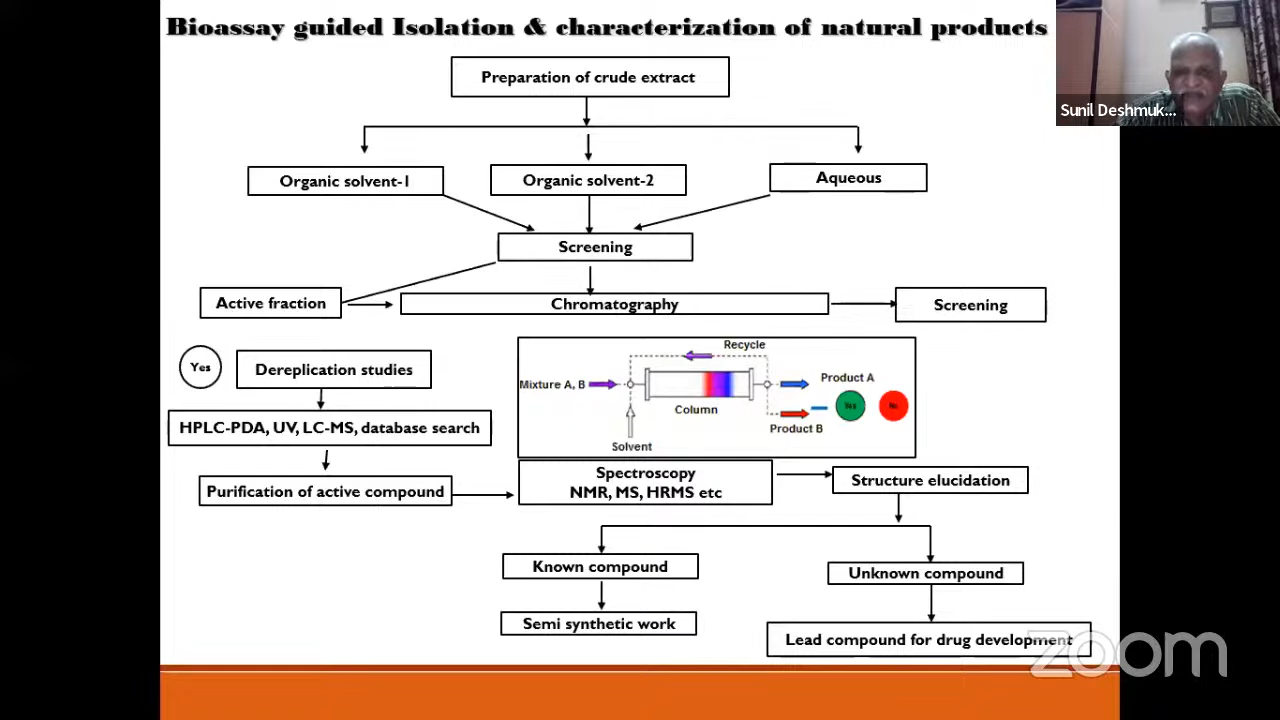 Bioassay guided Isolation & characterization of natural products
Sunil Deshmuk...
Preparation of crude extract
Organic solvent-1
Organic solvent-2
Aqueous
Screening
Active fraction
Chromatography
Screening
Yes
Dereplication studies
HPLC-PDA, UV, LC-MS, database search
Purification of active compound
Recycle
Mixture A, B
Column
Solvent
Product A
Product B
Yes
No
Spectroscopy
NMR, MS, HRMS etc
Structure elucidation
Known compound
Unknown compound
Semi synthetic work
Lead compound for drug development
zoom